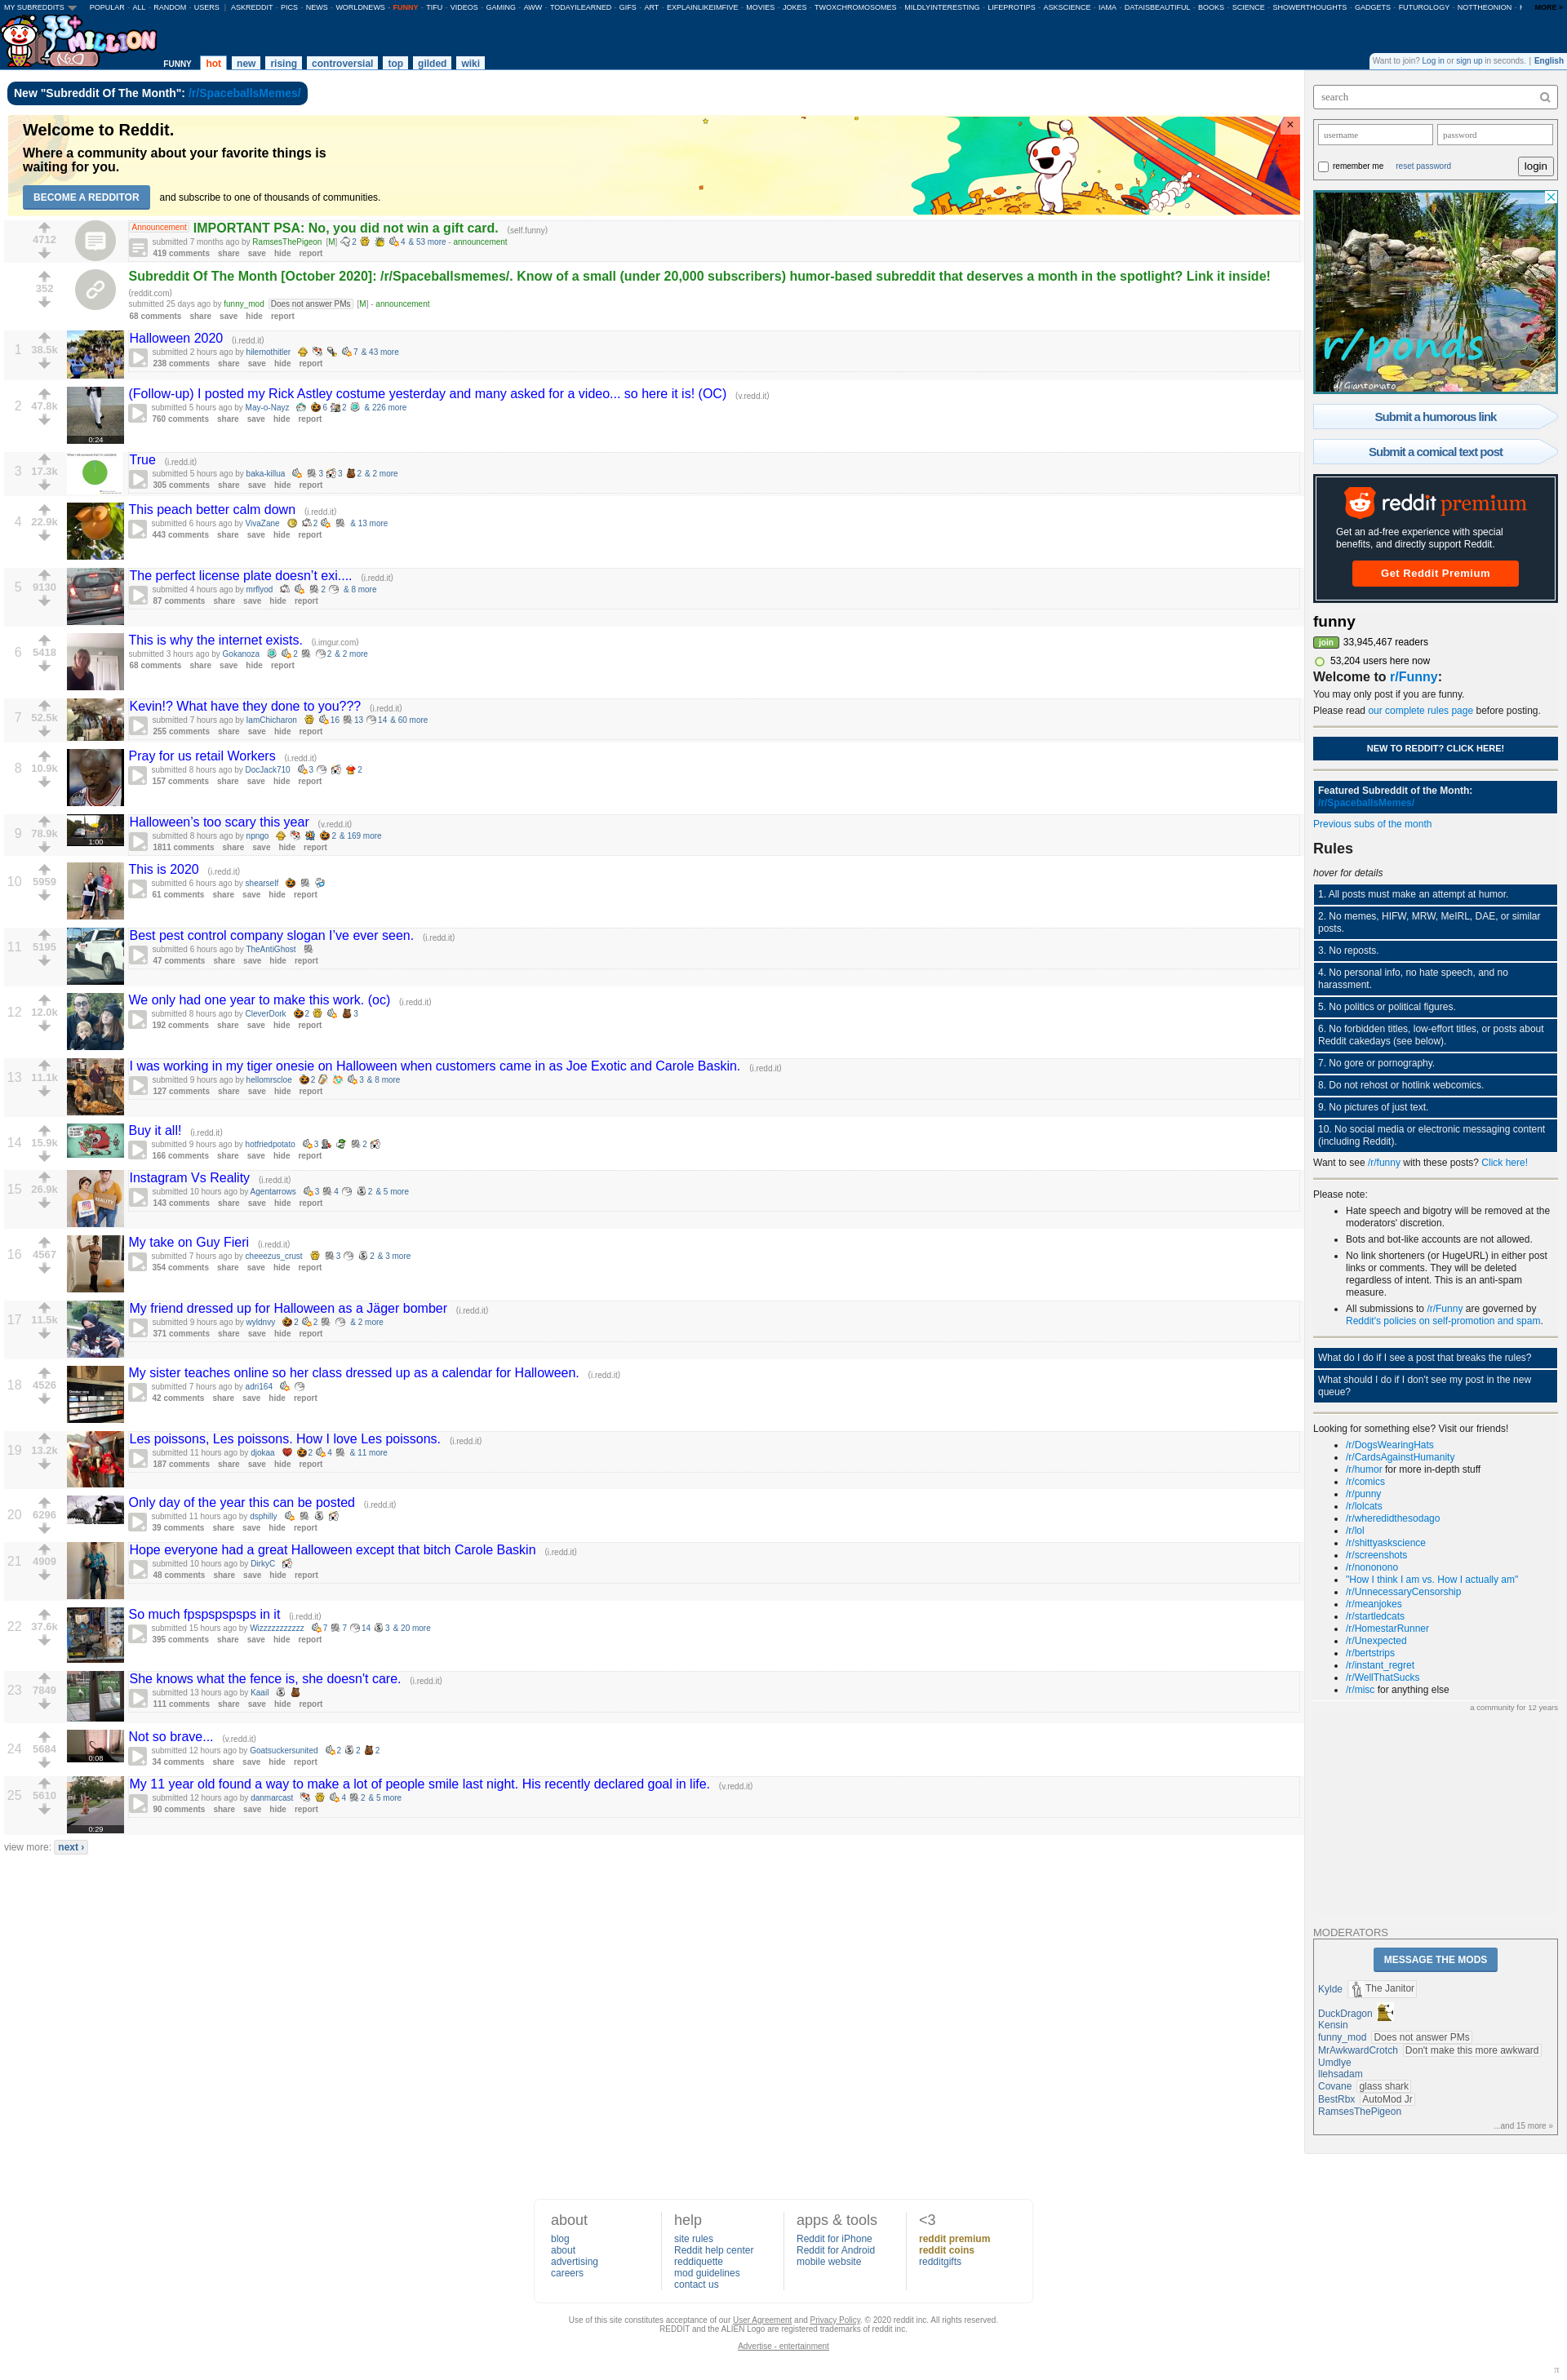 MY SUBREDDITS POPULAR - ALL - RANDOM - USERS | ASKREDDIT - PICS - NEWS - WORLDNEWS - FUNNY - TIFU - VIDEOS - GAMING - AWW - TODAYILEARNED - GIFS - ART - EXPLAINLIKEIMFIVE - MOVIES - JOKES - TWOXCHROMOSOMES - MILDLYINTERESTING - LIFEPROTIPS - ASKSCIENCE - IAMA - DATAISBEAUTIFUL - BOOKS - SCIENCE - SHOWERTHOUGHTS - GADGETS - FUTUROLOGY - NOTTHEONION - MORE »
33+ MILLION
FUNNY hot new rising controversial top gilded wiki
Want to join? Log in or sign up in seconds. | English
New "Subreddit Of The Month": /r/SpaceballsMemes/
Welcome to Reddit.
Where a community about your favorite things is
waiting for you.
BECOME A REDDITOR and subscribe to one of thousands of communities.
×
4712
Announcement IMPORTANT PSA: No, you did not win a gift card. (self.funny)
submitted 7 months ago by RamsesThePigeon [M] 2 4 & 53 more - announcement
419 comments share save hide report
352
Subreddit Of The Month [October 2020]: /r/Spaceballsmemes/. Know of a small (under 20,000 subscribers) humor-based subreddit that deserves a month in the spotlight? Link it inside!
(reddit.com)
submitted 25 days ago by funny_mod Does not answer PMs [M] - announcement
68 comments share save hide report
1 38.5k
Halloween 2020 (i.redd.it)
submitted 2 hours ago by hilernothitler 7 & 43 more
238 comments share save hide report
2 47.8k
0:24
(Follow-up) I posted my Rick Astley costume yesterday and many asked for a video... so here it is! (OC) (v.redd.it)
submitted 5 hours ago by May-o-Nayz 6 2 & 226 more
760 comments share save hide report
3 17.3k
True (i.redd.it)
submitted 5 hours ago by baka-killua 3 3 2 & 2 more
305 comments share save hide report
4 22.9k
This peach better calm down (i.redd.it)
submitted 6 hours ago by VivaZane 2 & 13 more
443 comments share save hide report
5 9130
The perfect license plate doesn't exi.... (i.redd.it)
submitted 4 hours ago by mrflyod 2 & 8 more
87 comments share save hide report
6 5418
This is why the internet exists. (i.imgur.com)
submitted 3 hours ago by Gokanoza 2 2 & 2 more
68 comments share save hide report
7 52.5k
Kevin!? What have they done to you??? (i.redd.it)
submitted 7 hours ago by IamChicharon 16 13 14 & 60 more
255 comments share save hide report
8 10.9k
Pray for us retail Workers (i.redd.it)
submitted 8 hours ago by DocJack710 3 2
157 comments share save hide report
9 78.9k
1:00
Halloween's too scary this year (v.redd.it)
submitted 8 hours ago by npngo 2 & 169 more
1811 comments share save hide report
10 5959
This is 2020 (i.redd.it)
submitted 6 hours ago by shearself
61 comments share save hide report
11 5195
Best pest control company slogan I've ever seen. (i.redd.it)
submitted 6 hours ago by TheAntiGhost
47 comments share save hide report
12 12.0k
We only had one year to make this work. (oc) (i.redd.it)
submitted 8 hours ago by CleverDork 2 3
192 comments share save hide report
13 11.1k
I was working in my tiger onesie on Halloween when customers came in as Joe Exotic and Carole Baskin. (i.redd.it)
submitted 9 hours ago by hellomrscloe 2 3 & 8 more
127 comments share save hide report
14 15.9k
Buy it all! (i.redd.it)
submitted 9 hours ago by hotfriedpotato 3 2
166 comments share save hide report
15 26.9k
Instagram Vs Reality (i.redd.it)
submitted 10 hours ago by Agentarrows 3 4 2 & 5 more
143 comments share save hide report
16 4567
My take on Guy Fieri (i.redd.it)
submitted 7 hours ago by cheeezus_crust 3 2 & 3 more
354 comments share save hide report
17 11.5k
My friend dressed up for Halloween as a Jäger bomber (i.redd.it)
submitted 9 hours ago by wyldnvy 2 2 & 2 more
371 comments share save hide report
18 4526
My sister teaches online so her class dressed up as a calendar for Halloween. (i.redd.it)
submitted 7 hours ago by adri164
42 comments share save hide report
19 13.2k
Les poissons, Les poissons. How I love Les poissons. (i.redd.it)
submitted 11 hours ago by djokaa 2 4 & 11 more
187 comments share save hide report
20 6296
Only day of the year this can be posted (i.redd.it)
submitted 11 hours ago by dsphilly
39 comments share save hide report
21 4909
Hope everyone had a great Halloween except that bitch Carole Baskin (i.redd.it)
submitted 10 hours ago by DirkyC
48 comments share save hide report
22 37.6k
So much fpspspspsps in it (i.redd.it)
submitted 15 hours ago by Wizzzzzzzzzzz 7 7 14 3 & 20 more
395 comments share save hide report
23 7849
She knows what the fence is, she doesn't care. (i.redd.it)
submitted 13 hours ago by Kaail
111 comments share save hide report
24 5684
0:08
Not so brave... (v.redd.it)
submitted 12 hours ago by Goatsuckersunited 2 2 2
34 comments share save hide report
25 5610
0:29
My 11 year old found a way to make a lot of people smile last night. His recently declared goal in life. (v.redd.it)
submitted 12 hours ago by danmarcast 4 2 & 5 more
90 comments share save hide report
view more: next ›
search
username password
remember me reset password login
r/ponds
u/Giantomato
Submit a humorous link
Submit a comical text post
reddit premium
Get an ad-free experience with special
benefits, and directly support Reddit.
Get Reddit Premium
funny
join 33,945,467 readers
53,204 users here now
Welcome to r/Funny:
You may only post if you are funny.
Please read our complete rules page before posting.
NEW TO REDDIT? CLICK HERE!
Featured Subreddit of the Month:
/r/SpaceballsMemes/
Previous subs of the month
Rules
hover for details
1. All posts must make an attempt at humor.
2. No memes, HIFW, MRW, MeIRL, DAE, or similar
posts.
3. No reposts.
4. No personal info, no hate speech, and no
harassment.
5. No politics or political figures.
6. No forbidden titles, low-effort titles, or posts about
Reddit cakedays (see below).
7. No gore or pornography.
8. Do not rehost or hotlink webcomics.
9. No pictures of just text.
10. No social media or electronic messaging content
(including Reddit).
Want to see /r/funny with these posts? Click here!
Please note:
• Hate speech and bigotry will be removed at the
moderators' discretion.
• Bots and bot-like accounts are not allowed.
• No link shorteners (or HugeURL) in either post
links or comments. They will be deleted
regardless of intent. This is an anti-spam
measure.
• All submissions to /r/Funny are governed by
Reddit's policies on self-promotion and spam.
What do I do if I see a post that breaks the rules?
What should I do if I don't see my post in the new
queue?
Looking for something else? Visit our friends!
• /r/DogsWearingHats
• /r/CardsAgainstHumanity
• /r/humor for more in-depth stuff
• /r/comics
• /r/punny
• /r/lolcats
• /r/wheredidthesodago
• /r/lol
• /r/shittyaskscience
• /r/screenshots
• /r/nononono
• "How I think I am vs. How I actually am"
• /r/UnnecessaryCensorship
• /r/meanjokes
• /r/startledcats
• /r/HomestarRunner
• /r/Unexpected
• /r/bertstrips
• /r/instant_regret
• /r/WellThatSucks
• /r/misc for anything else
a community for 12 years
MODERATORS
MESSAGE THE MODS
Kylde The Janitor
DuckDragon
Kensin
funny_mod Does not answer PMs
MrAwkwardCrotch Don't make this more awkward
Umdlye
llehsadam
Covane glass shark
BestRbx AutoMod Jr
RamsesThePigeon
...and 15 more »
about
blog
about
advertising
careers
help
site rules
Reddit help center
reddiquette
mod guidelines
contact us
apps & tools
Reddit for iPhone
Reddit for Android
mobile website
<3
reddit premium
reddit coins
redditgifts
Use of this site constitutes acceptance of our User Agreement and Privacy Policy. © 2020 reddit inc. All rights reserved.
REDDIT and the ALIEN Logo are registered trademarks of reddit inc.
Advertise - entertainment
π